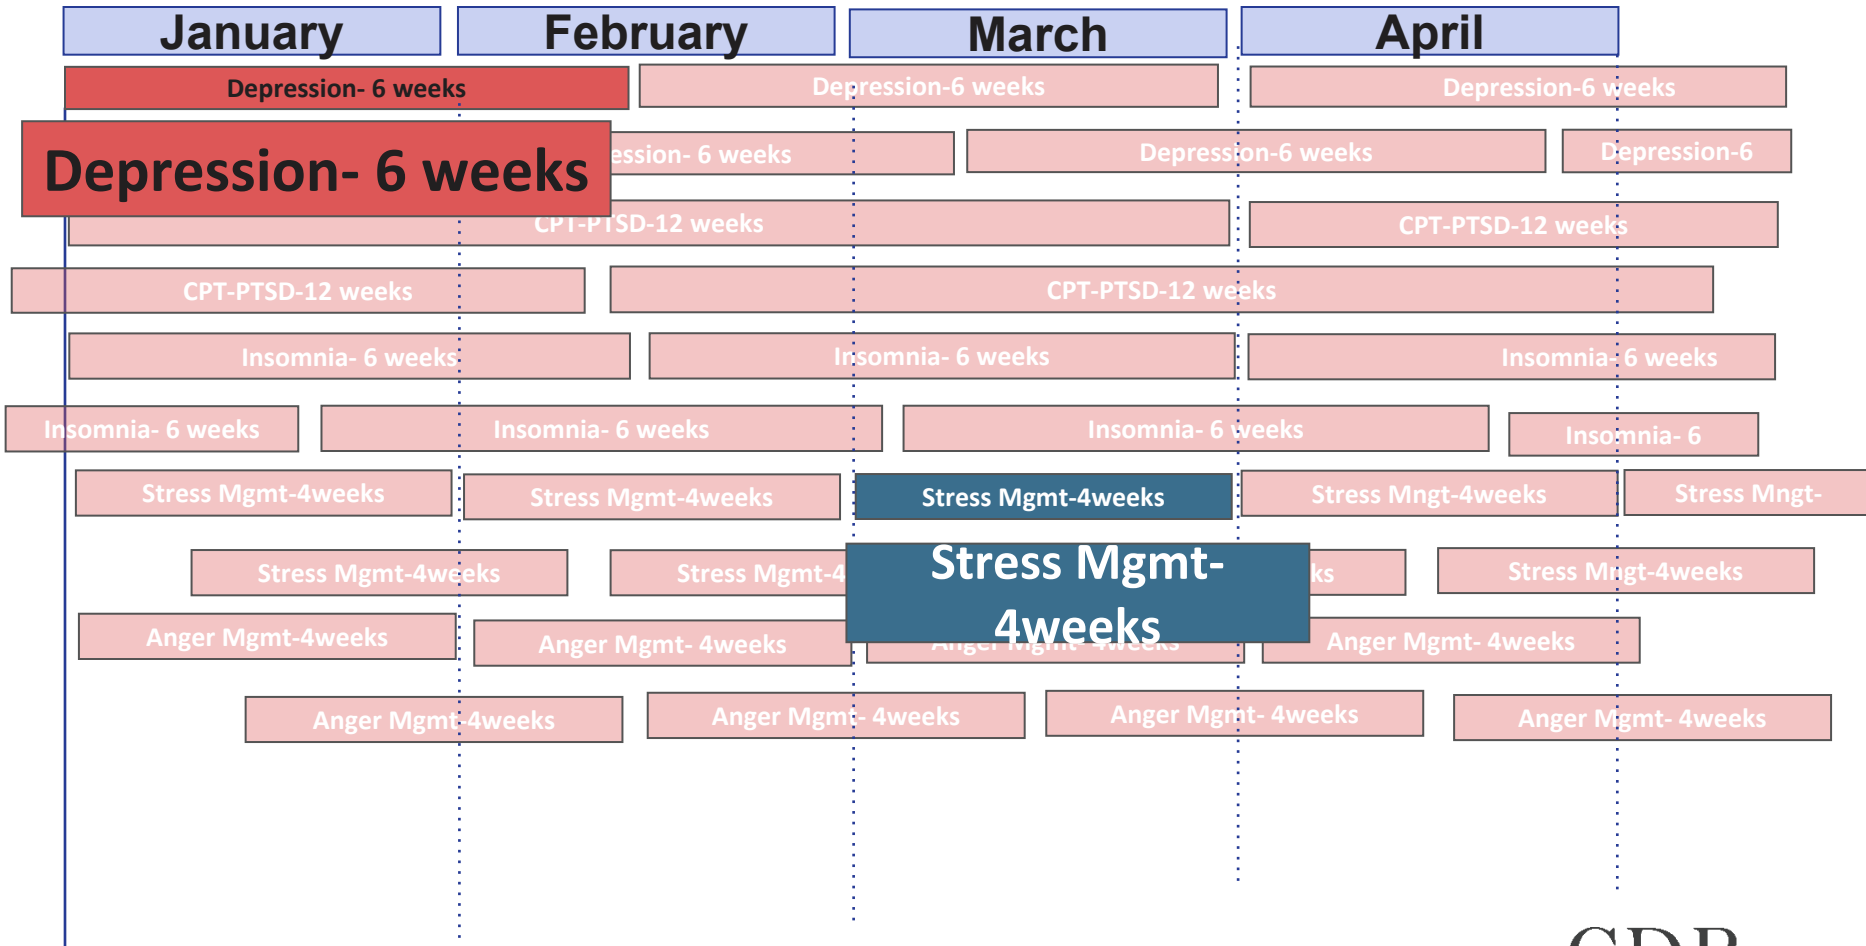 January
February
March
April
Depression- 6 weeks
Depression-6 weeks
Depression-6 weeks
Depression- 6 weeks
ession- 6 weeks
Depression-6 weeks
Depression-6
CPT-PTSD-12 weeks
CPT-PTSD-12 weeks
CPT-PTSD-12 weeks
CPT-PTSD-12 weeks
Insomnia- 6 weeks
Insomnia- 6 weeks
Insomnia- 6 weeks
Insomnia- 6 weeks
Insomnia- 6 weeks
Insomnia- 6 weeks
Insomnia- 6
Stress Mgmt-4weeks
Stress Mgmt-4weeks
Stress Mgmt-4weeks
Stress Mngt-4weeks
Stress Mngt-
Stress Mgmt-4weeks
Stress Mgmt-4
Stress Mgmt-
4weeks
ks
Stress Mngt-4weeks
Anger Mgmt-4weeks
Anger Mgmt- 4weeks
Anger Mgmt- 4weeks
Anger Mgmt- 4weeks
Anger Mgmt-4weeks
Anger Mgmt- 4weeks
Anger Mgmt- 4weeks
Anger Mgmt- 4weeks